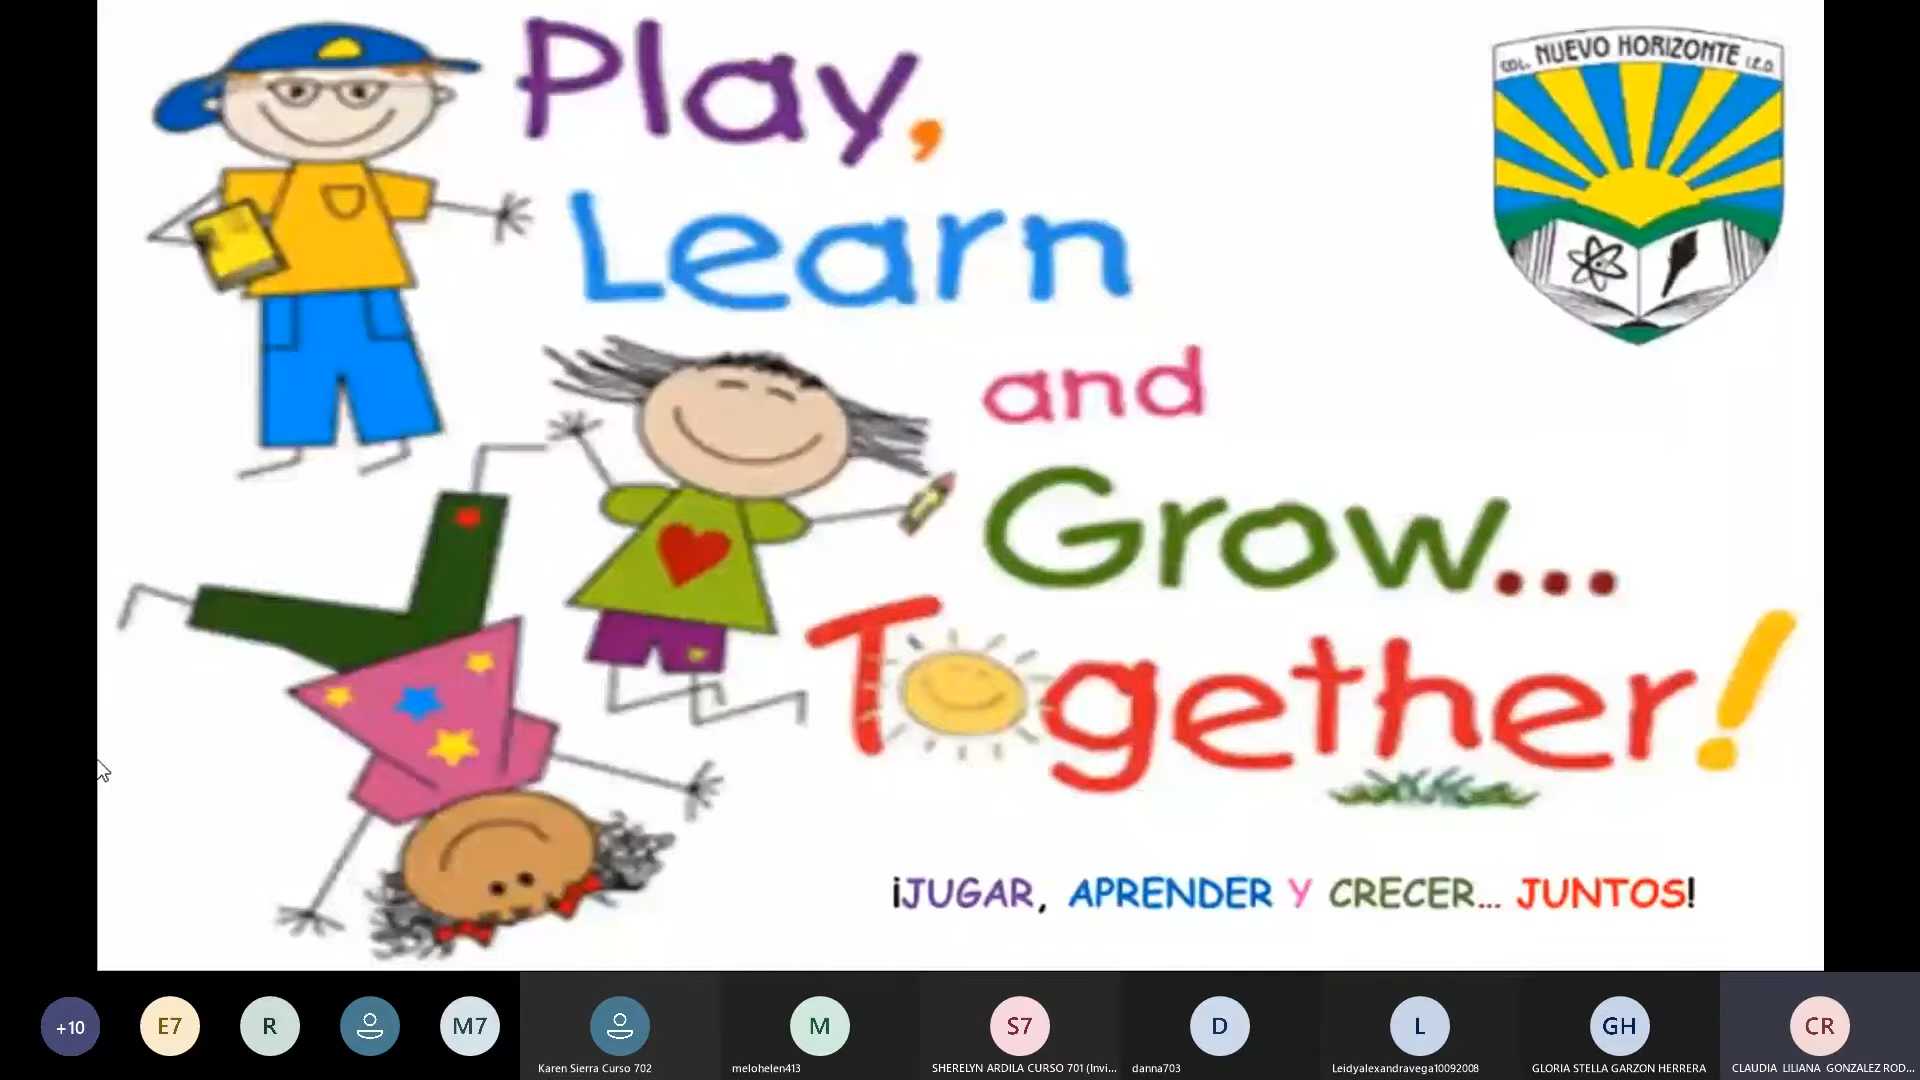 Play,
COL. NUEVO HORIZONTE I.E.D.
Learn
and
Grow...
Together!
¡JUGAR, APRENDER Y CRECER... JUNTOS!
+10
E7
R
M7
M
S7
D
L
GH
CR
Karen Sierra Curso 702
melohelen413
SHERELYN ARDILA CURSO 701 (Invi...
danna703
Leidyalexandravega10092008
GLORIA STELLA GARZON HERRERA
CLAUDIA LILIANA GONZALEZ ROD...